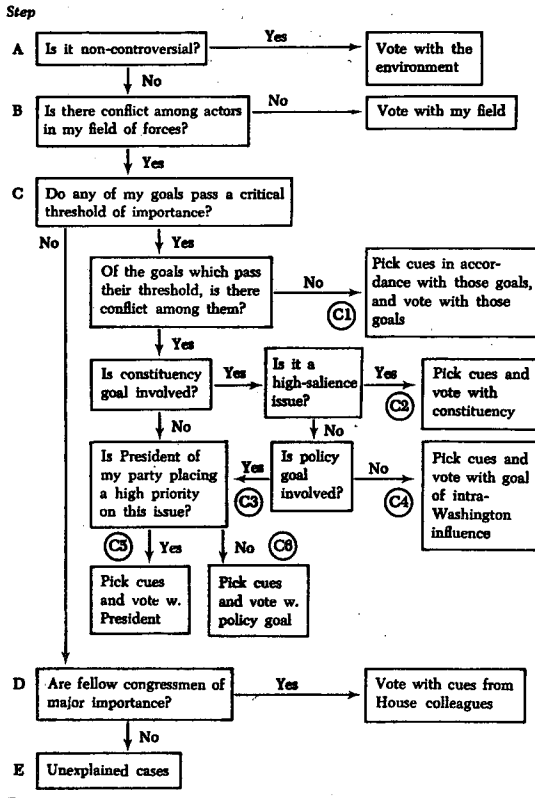 Step
A
Is it non-controversial?
Yes
Vote with the
environment
No
B
Is there conflict among actors
in my field of forces?
No
Vote with my field
Yes
C
Do any of my goals pass a critical
threshold of importance?
No
Yes
Of the goals which pass
their threshold, is there
conflict among them?
No
C1
Pick cues in accor-
dance with those goals,
and vote with those
goals
Yes
Is constituency
goal involved?
Yes
Is it a
high-salience
issue?
Yes
C2
Pick cues and
vote with
constituency
No
No
Is President of
my party placing
a high priority
on this issue?
Yes
C3
Is policy
goal
involved?
No
C4
Pick cues and
vote with goal
of intra-
Washington
influence
C5
Yes
No
C6
Pick cues
and vote w.
President
Pick cues
and vote w.
policy goal
D
Are fellow congressmen of
major importance?
Yes
Vote with cues from
House colleagues
No
E
Unexplained cases